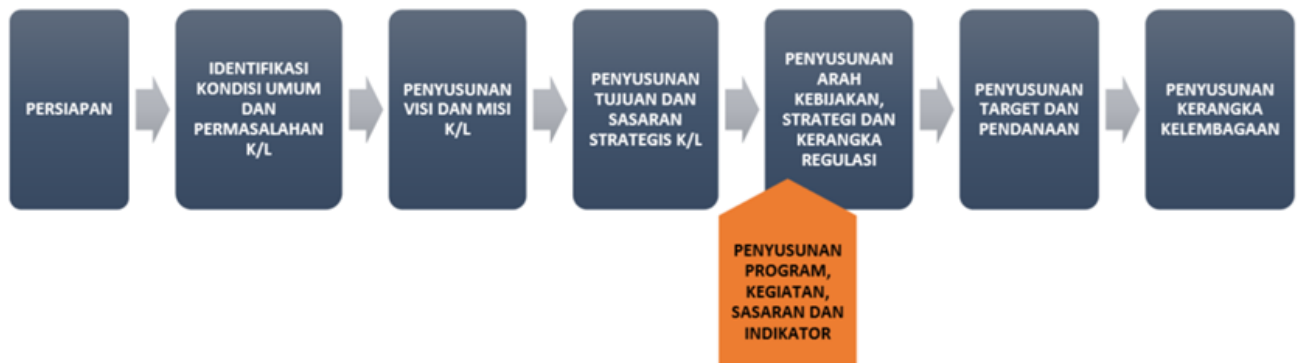 PERSIAPAN
IDENTIFIKASI
KONDISI UMUM
DAN
PERMASALAHAN
K/L
PENYUSUNAN
VISI DAN MISI
K/L
PENYUSUNAN
TUJUAN DAN
SASARAN
STRATEGIS K/L
PENYUSUNAN
ARAH
KEBIJAKAN,
STRATEGI DAN
KERANGKA
REGULASI
PENYUSUNAN
TARGET DAN
PENDANAAN
PENYUSUNAN
KERANGKA
KELEMBAGAAN
PENYUSUNAN
PROGRAM,
KEGIATAN,
SASARAN DAN
INDIKATOR